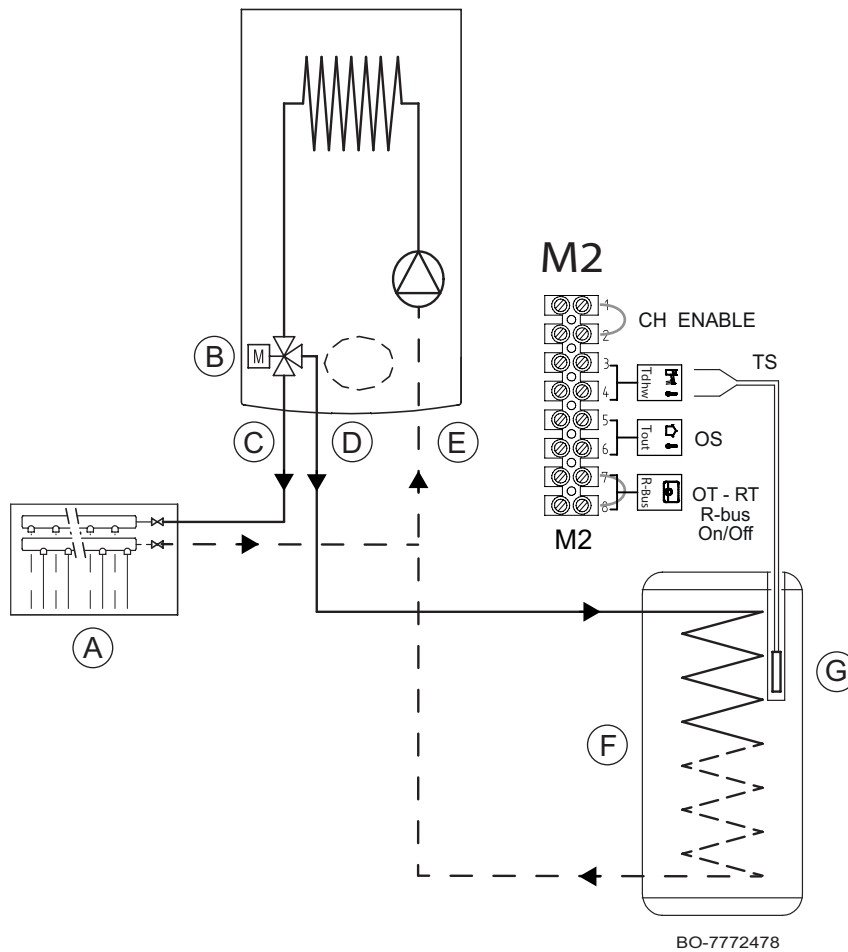 M
B
C
D
E
A
M2
1
2
CH ENABLE
3
4
Tdhw
TS
5
6
Tout
OS
7
8
R-Bus
OT - RT
R-bus
On/Off
M2
G
F
BO-7772478